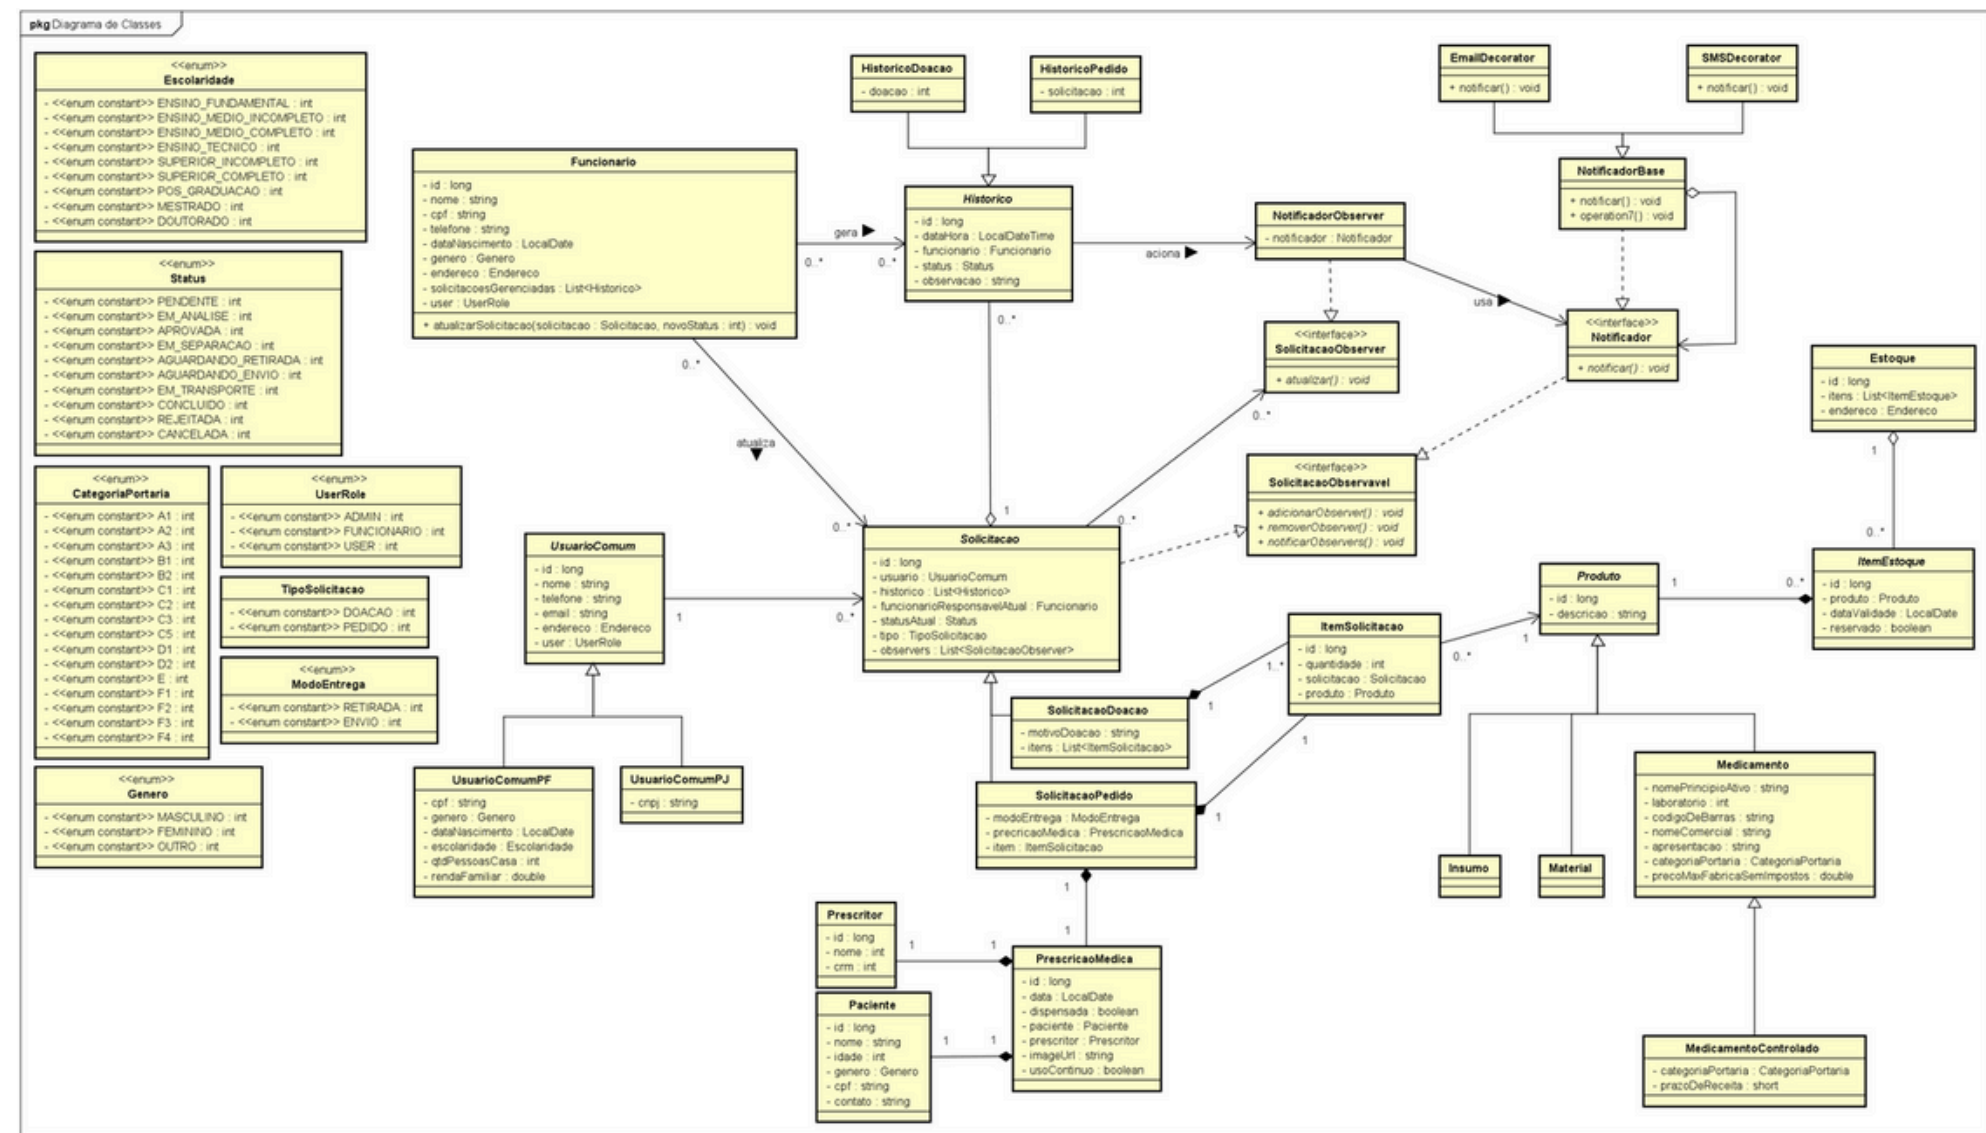 pkg Diagrama de Classes
<<enum>>
Escolaridade
- <<enum constant>> ENSINO_FUNDAMENTAL : int
- <<enum constant>> ENSINO_MEDIO_INCOMPLETO : int
- <<enum constant>> ENSINO_MEDIO_COMPLETO : int
- <<enum constant>> ENSINO_TECNICO : int
- <<enum constant>> SUPERIOR_INCOMPLETO : int
- <<enum constant>> SUPERIOR_COMPLETO : int
- <<enum constant>> POS_GRADUACAO : int
- <<enum constant>> MESTRADO : int
- <<enum constant>> DOUTORADO : int
<<enum>>
Status
- <<enum constant>> PENDENTE : int
- <<enum constant>> EM_ANALISE : int
- <<enum constant>> APROVADA : int
- <<enum constant>> EM_SEPARACAO : int
- <<enum constant>> AGUARDANDO_RETIRADA : int
- <<enum constant>> AGUARDANDO_ENVIO : int
- <<enum constant>> EM_TRANSPORTE : int
- <<enum constant>> CONCLUIDO : int
- <<enum constant>> REJEITADA : int
- <<enum constant>> CANCELADA : int
<<enum>>
CategoriaPortaria
- <<enum constant>> A1 : int
- <<enum constant>> A2 : int
- <<enum constant>> A3 : int
- <<enum constant>> B1 : int
- <<enum constant>> B2 : int
- <<enum constant>> C1 : int
- <<enum constant>> C2 : int
- <<enum constant>> C3 : int
- <<enum constant>> C5 : int
- <<enum constant>> D1 : int
- <<enum constant>> D2 : int
- <<enum constant>> E : int
- <<enum constant>> F1 : int
- <<enum constant>> F2 : int
- <<enum constant>> F3 : int
- <<enum constant>> F4 : int
<<enum>>
UserRole
- <<enum constant>> ADMIN : int
- <<enum constant>> FUNCIONARIO : int
- <<enum constant>> USER : int
TipoSolicitacao
- <<enum constant>> DOACAO : int
- <<enum constant>> PEDIDO : int
<<enum>>
ModoEntrega
- <<enum constant>> RETIRADA : int
- <<enum constant>> ENVIO : int
<<enum>>
Genero
- <<enum constant>> MASCULINO : int
- <<enum constant>> FEMININO : int
- <<enum constant>> OUTRO : int
Funcionario
- id : long
- nome : string
- cpf : string
- telefone : string
- dataNascimento : LocalDate
- genero : Genero
- endereco : Endereco
- solicitacoesGerenciadas : List<Historico>
- user : UserRole
+ atualizarSolicitacao(solicitacao : Solicitacao, novoStatus : int) : void
gera
0..*
0..*
0..*
atualiza
0..*
HistoricoDoacao
- doacao : int
HistoricoPedido
- solicitacao : int
Historico
- id : long
- dataHora : LocalDateTime
- funcionario : Funcionario
- status : Status
- observacao : string
0..*
1
aciona
NotificadorObserver
- notificador : Notificador
usa
<<interface>>
SolicitacaoObserver
+ atualizar() : void
0..*
0..*
EmailDecorator
+ notificar() : void
SMSDecorator
+ notificar() : void
NotificadorBase
+ notificar() : void
+ operation7() : void
<<interface>>
Notificador
+ notificar() : void
<<interface>>
SolicitacaoObservavel
+ adicionarObserver() : void
+ removerObserver() : void
+ notificarObservers() : void
Estoque
- id : long
- itens : List<ItemEstoque>
- endereco : Endereco
1
0..*
ItemEstoque
- id : long
- produto : Produto
- dataValidade : LocalDate
- reservado : boolean
1
0..*
Produto
- id : long
- descricao : string
UsuarioComum
- id : long
- nome : string
- telefone : string
- email : string
- endereco : Endereco
- user : UserRole
1
0..*
Solicitacao
- id : long
- usuario : UsuarioComum
- historico : List<Historico>
- funcionarioResponsavelAtual : Funcionario
- statusAtual : Status
- tipo : TipoSolicitacao
- observers : List<SolicitacaoObserver>
ItemSolicitacao
- id : long
- quantidade : int
- solicitacao : Solicitacao
- produto : Produto
1
0..*
1..*
1
1
1
SolicitacaoDoacao
- motivoDoacao : string
- itens : List<ItemSolicitacao>
SolicitacaoPedido
- modoEntrega : ModoEntrega
- precricaoMedica : PrescricaoMedica
- item : ItemSolicitacao
1
1
UsuarioComumPF
- cpf : string
- genero : Genero
- dataNascimento : LocalDate
- escolaridade : Escolaridade
- qtdPessoasCasa : int
- rendaFamiliar : double
UsuarioComumPJ
- cnpj : string
Prescritor
- id : long
- nome : int
- crm : int
1
1
Paciente
- id : long
- nome : string
- idade : int
- genero : Genero
- cpf : string
- contato : string
1
1
PrescricaoMedica
- id : long
- data : LocalDate
- dispensada : boolean
- paciente : Paciente
- prescritor : Prescritor
- imageUrl : string
- usoContinuo : boolean
Insumo
Material
Medicamento
- nomePrincipioAtivo : string
- laboratorio : int
- codigoDeBarras : string
- nomeComercial : string
- apresentacao : string
- categoriaPortaria : CategoriaPortaria
- precoMaxFabricaSemImpostos : double
MedicamentoControlado
- categoriaPortaria : CategoriaPortaria
- prazoDeReceita : short